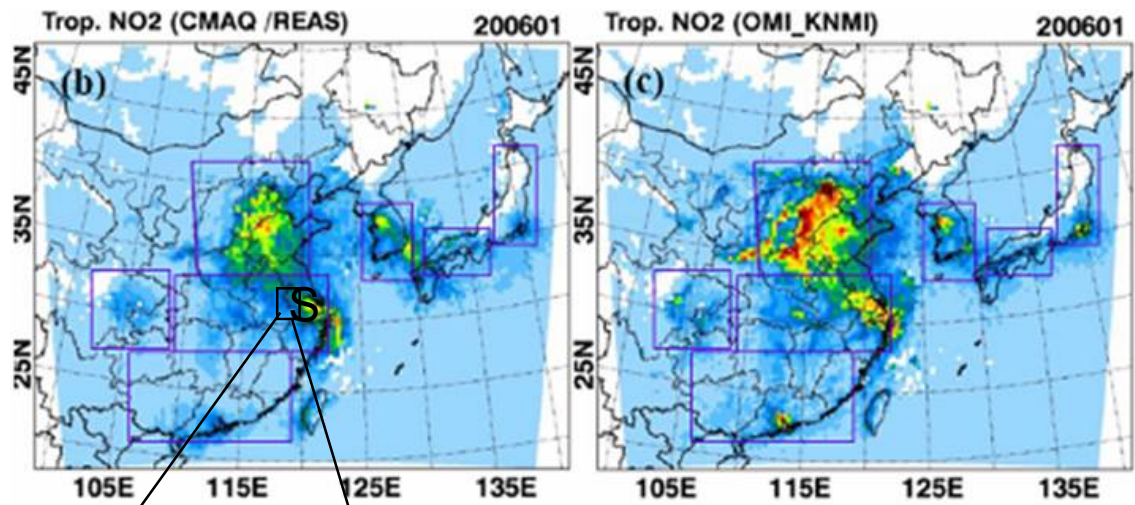 Trop. NO2 (CMAQ /REAS) 200601
Trop. NO2 (OMI_KNMI) 200601
(b)
(c)
45N
35N
25N
45N
35N
25N
S
105E 115E 125E 135E
105E 115E 125E 135E